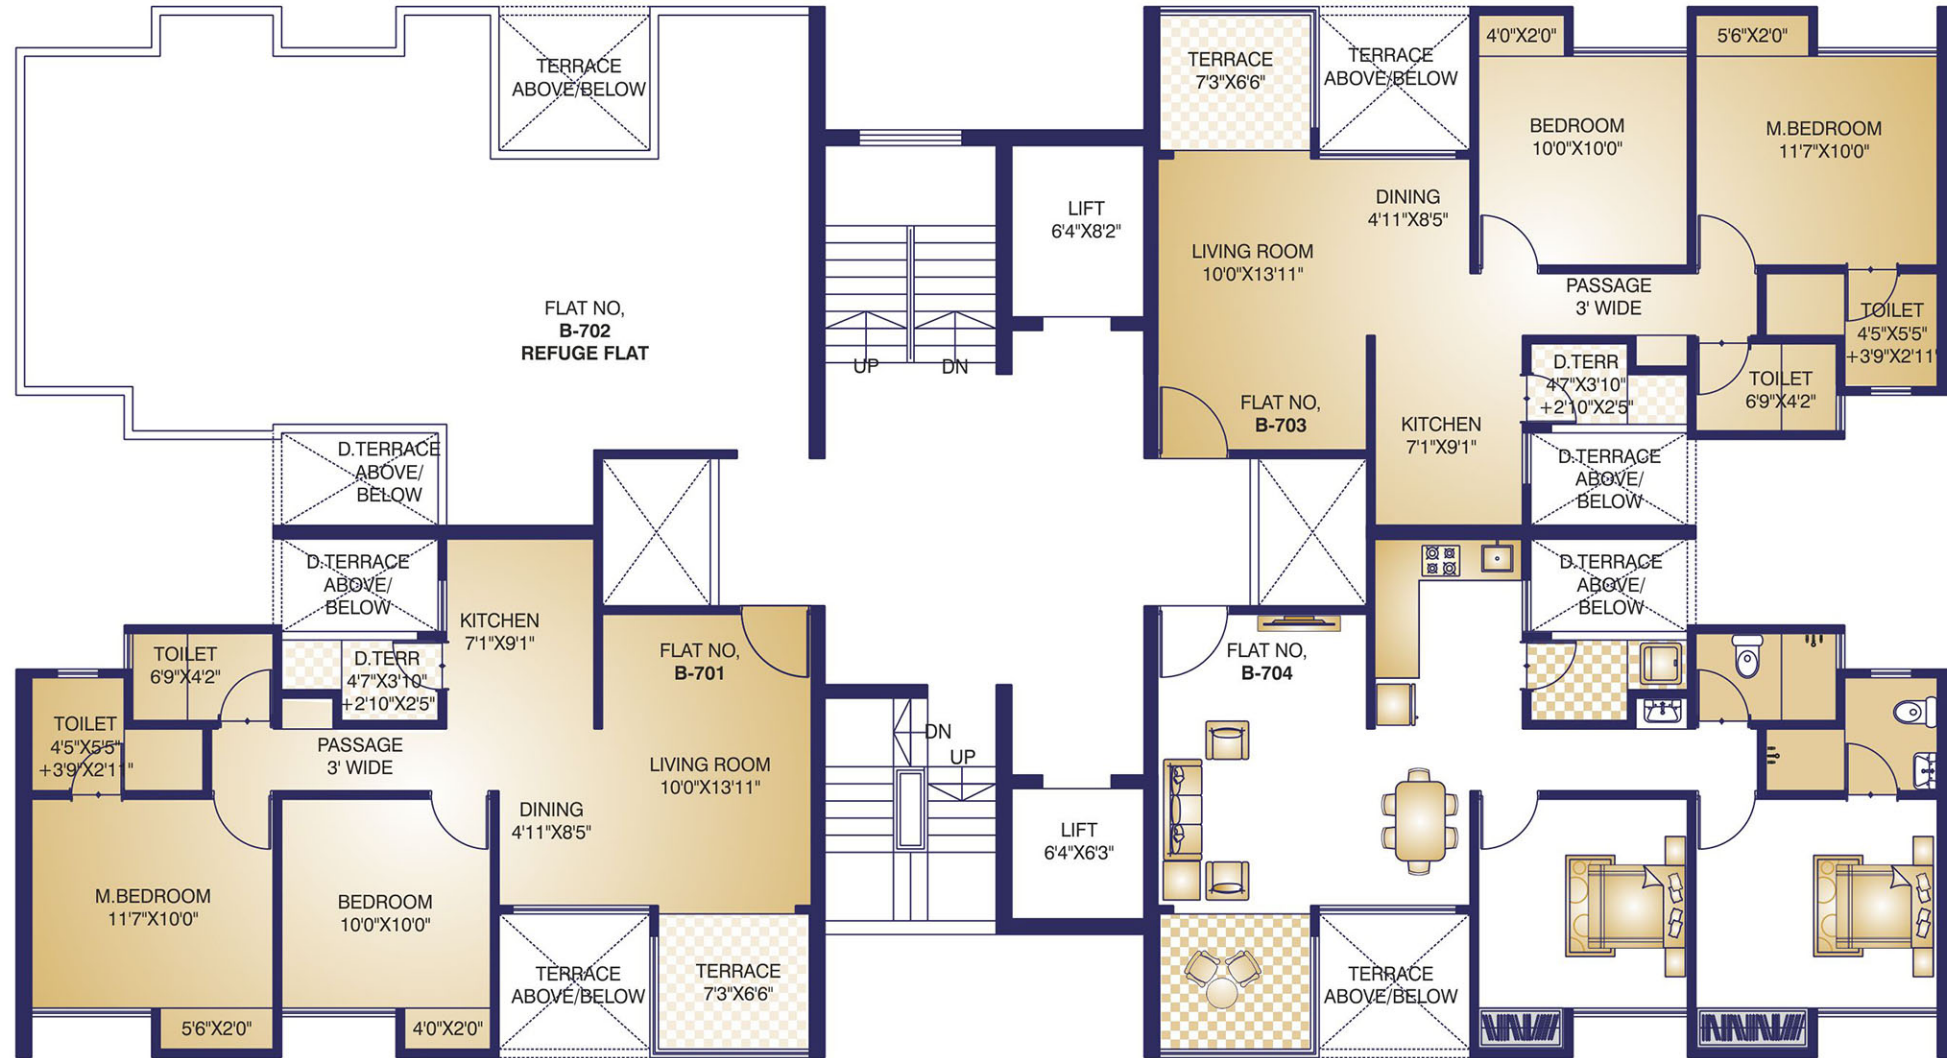 TERRACE
ABOVE/BELOW
FLAT NO,
B-702
REFUGE FLAT
D.TERRACE
ABOVE/
BELOW
UP
DN
LIFT
6'4"X8'2"
TERRACE
7'3"X6'6"
TERRACE
ABOVE/BELOW
4'0"X2'0"
5'6"X2'0"
BEDROOM
10'0"X10'0"
M.BEDROOM
11'7"X10'0"
DINING
4'11"X8'5"
LIVING ROOM
10'0"X13'11"
PASSAGE
3' WIDE
TOILET
4'5"X5'5"
+3'9"X2'11"
D.TERR
4'7"X3'10"
+2'10"X2'5"
TOILET
6'9"X4'2"
FLAT NO,
B-703
KITCHEN
7'1"X9'1"
D.TERRACE
ABOVE/
BELOW
D.TERRACE
ABOVE/
BELOW
KITCHEN
7'1"X9'1"
TOILET
6'9"X4'2"
D.TERR
4'7"X3'10"
+2'10"X2'5"
FLAT NO,
B-701
TOILET
4'5"X5'5"
+3'9"X2'11"
PASSAGE
3' WIDE
LIVING ROOM
10'0"X13'11"
DINING
4'11"X8'5"
M.BEDROOM
11'7"X10'0"
BEDROOM
10'0"X10'0"
5'6"X2'0"
4'0"X2'0"
TERRACE
ABOVE/BELOW
TERRACE
7'3"X6'6"
DN
UP
LIFT
6'4"X6'3"
D.TERRACE
ABOVE/
BELOW
FLAT NO,
B-704
TERRACE
ABOVE/BELOW